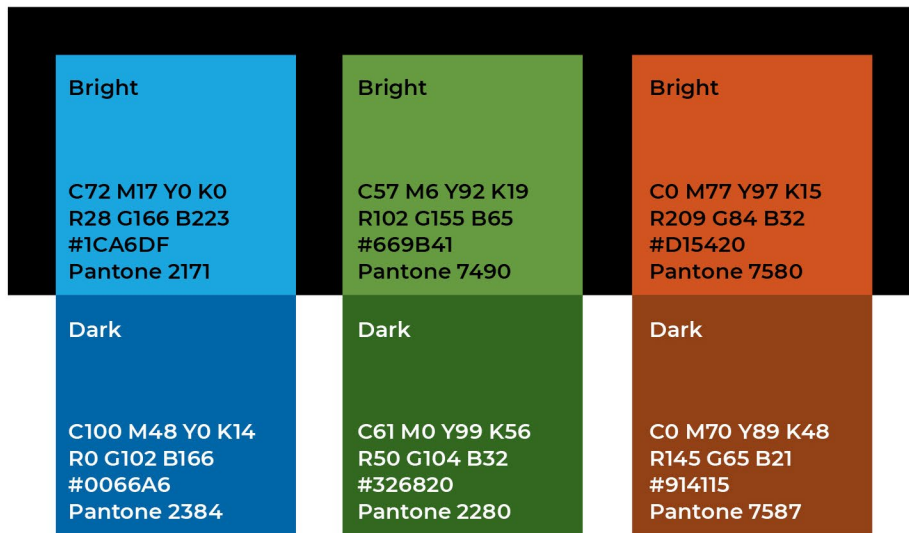 Bright
C72 M17 Y0 K0
R28 G166 B223
#1CA6DF
Pantone 2171
Dark
C100 M48 Y0 K14
R0 G102 B166
#0066A6
Pantone 2384
Bright
C57 M6 Y92 K19
R102 G155 B65
#669B41
Pantone 7490
Dark
C61 M0 Y99 K56
R50 G104 B32
#326820
Pantone 2280
Bright
C0 M77 Y97 K15
R209 G84 B32
#D15420
Pantone 7580
Dark
C0 M70 Y89 K48
R145 G65 B21
#914115
Pantone 7587